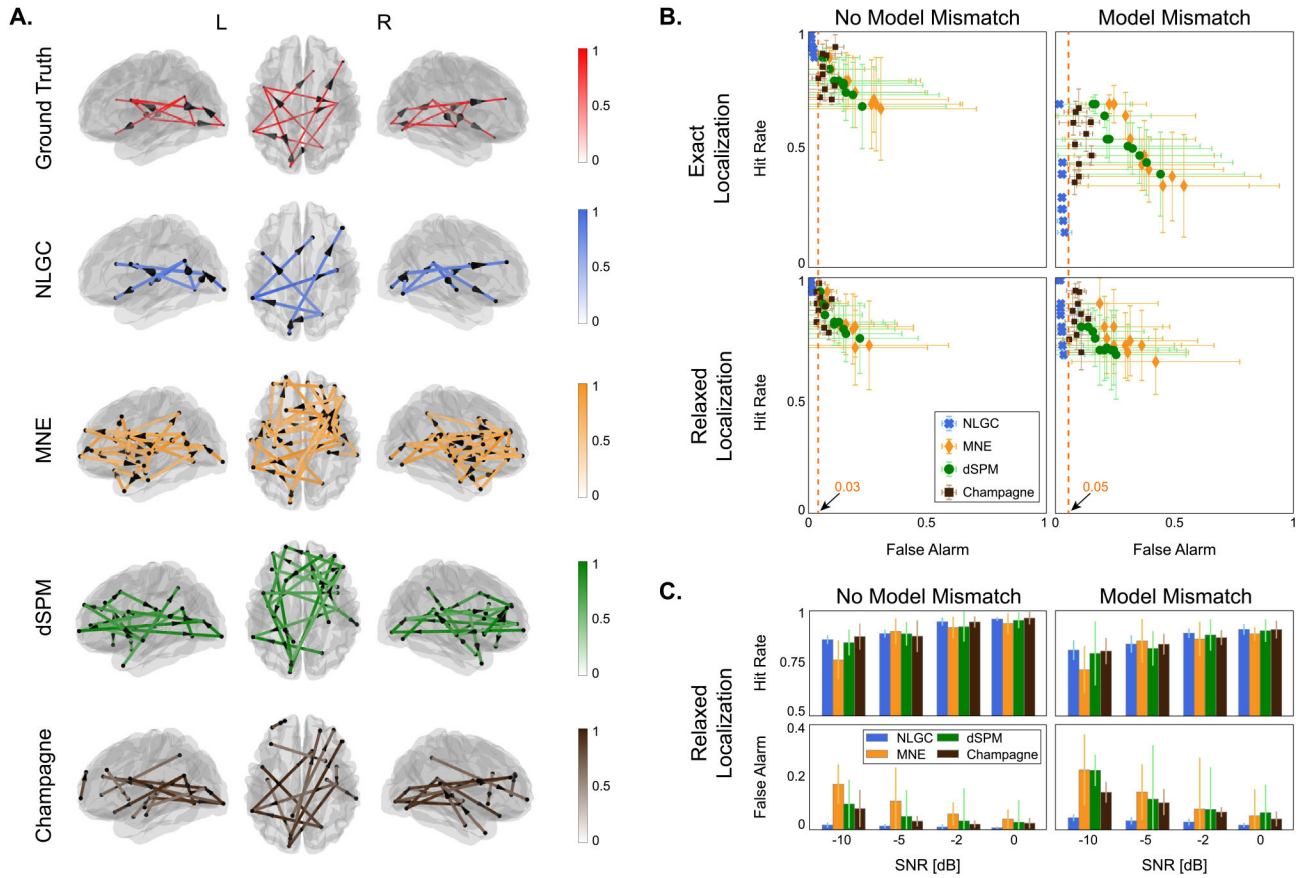 A.
L
R
Ground Truth
1
0.5
0
NLGC
1
0.5
0
MNE
1
0.5
0
dSPM
1
0.5
0
Champagne
1
0.5
0
B.
No Model Mismatch
Model Mismatch
Exact
Localization
Hit Rate
1
0.5
0
Relaxed
Localization
Hit Rate
1
0.5
0
NLGC
MNE
dSPM
Champagne
0.03
0.05
0
0.5
1
0
0.5
1
False Alarm
False Alarm
C.
No Model Mismatch
Model Mismatch
Relaxed
Localization
Hit Rate
1
0.75
0.5
False Alarm
0.4
0.2
0
NLGC
MNE
dSPM
Champagne
NLGC
MNE
dSPM
Champagne
-10
-5
-2
0
-10
-5
-2
0
SNR [dB]
SNR [dB]